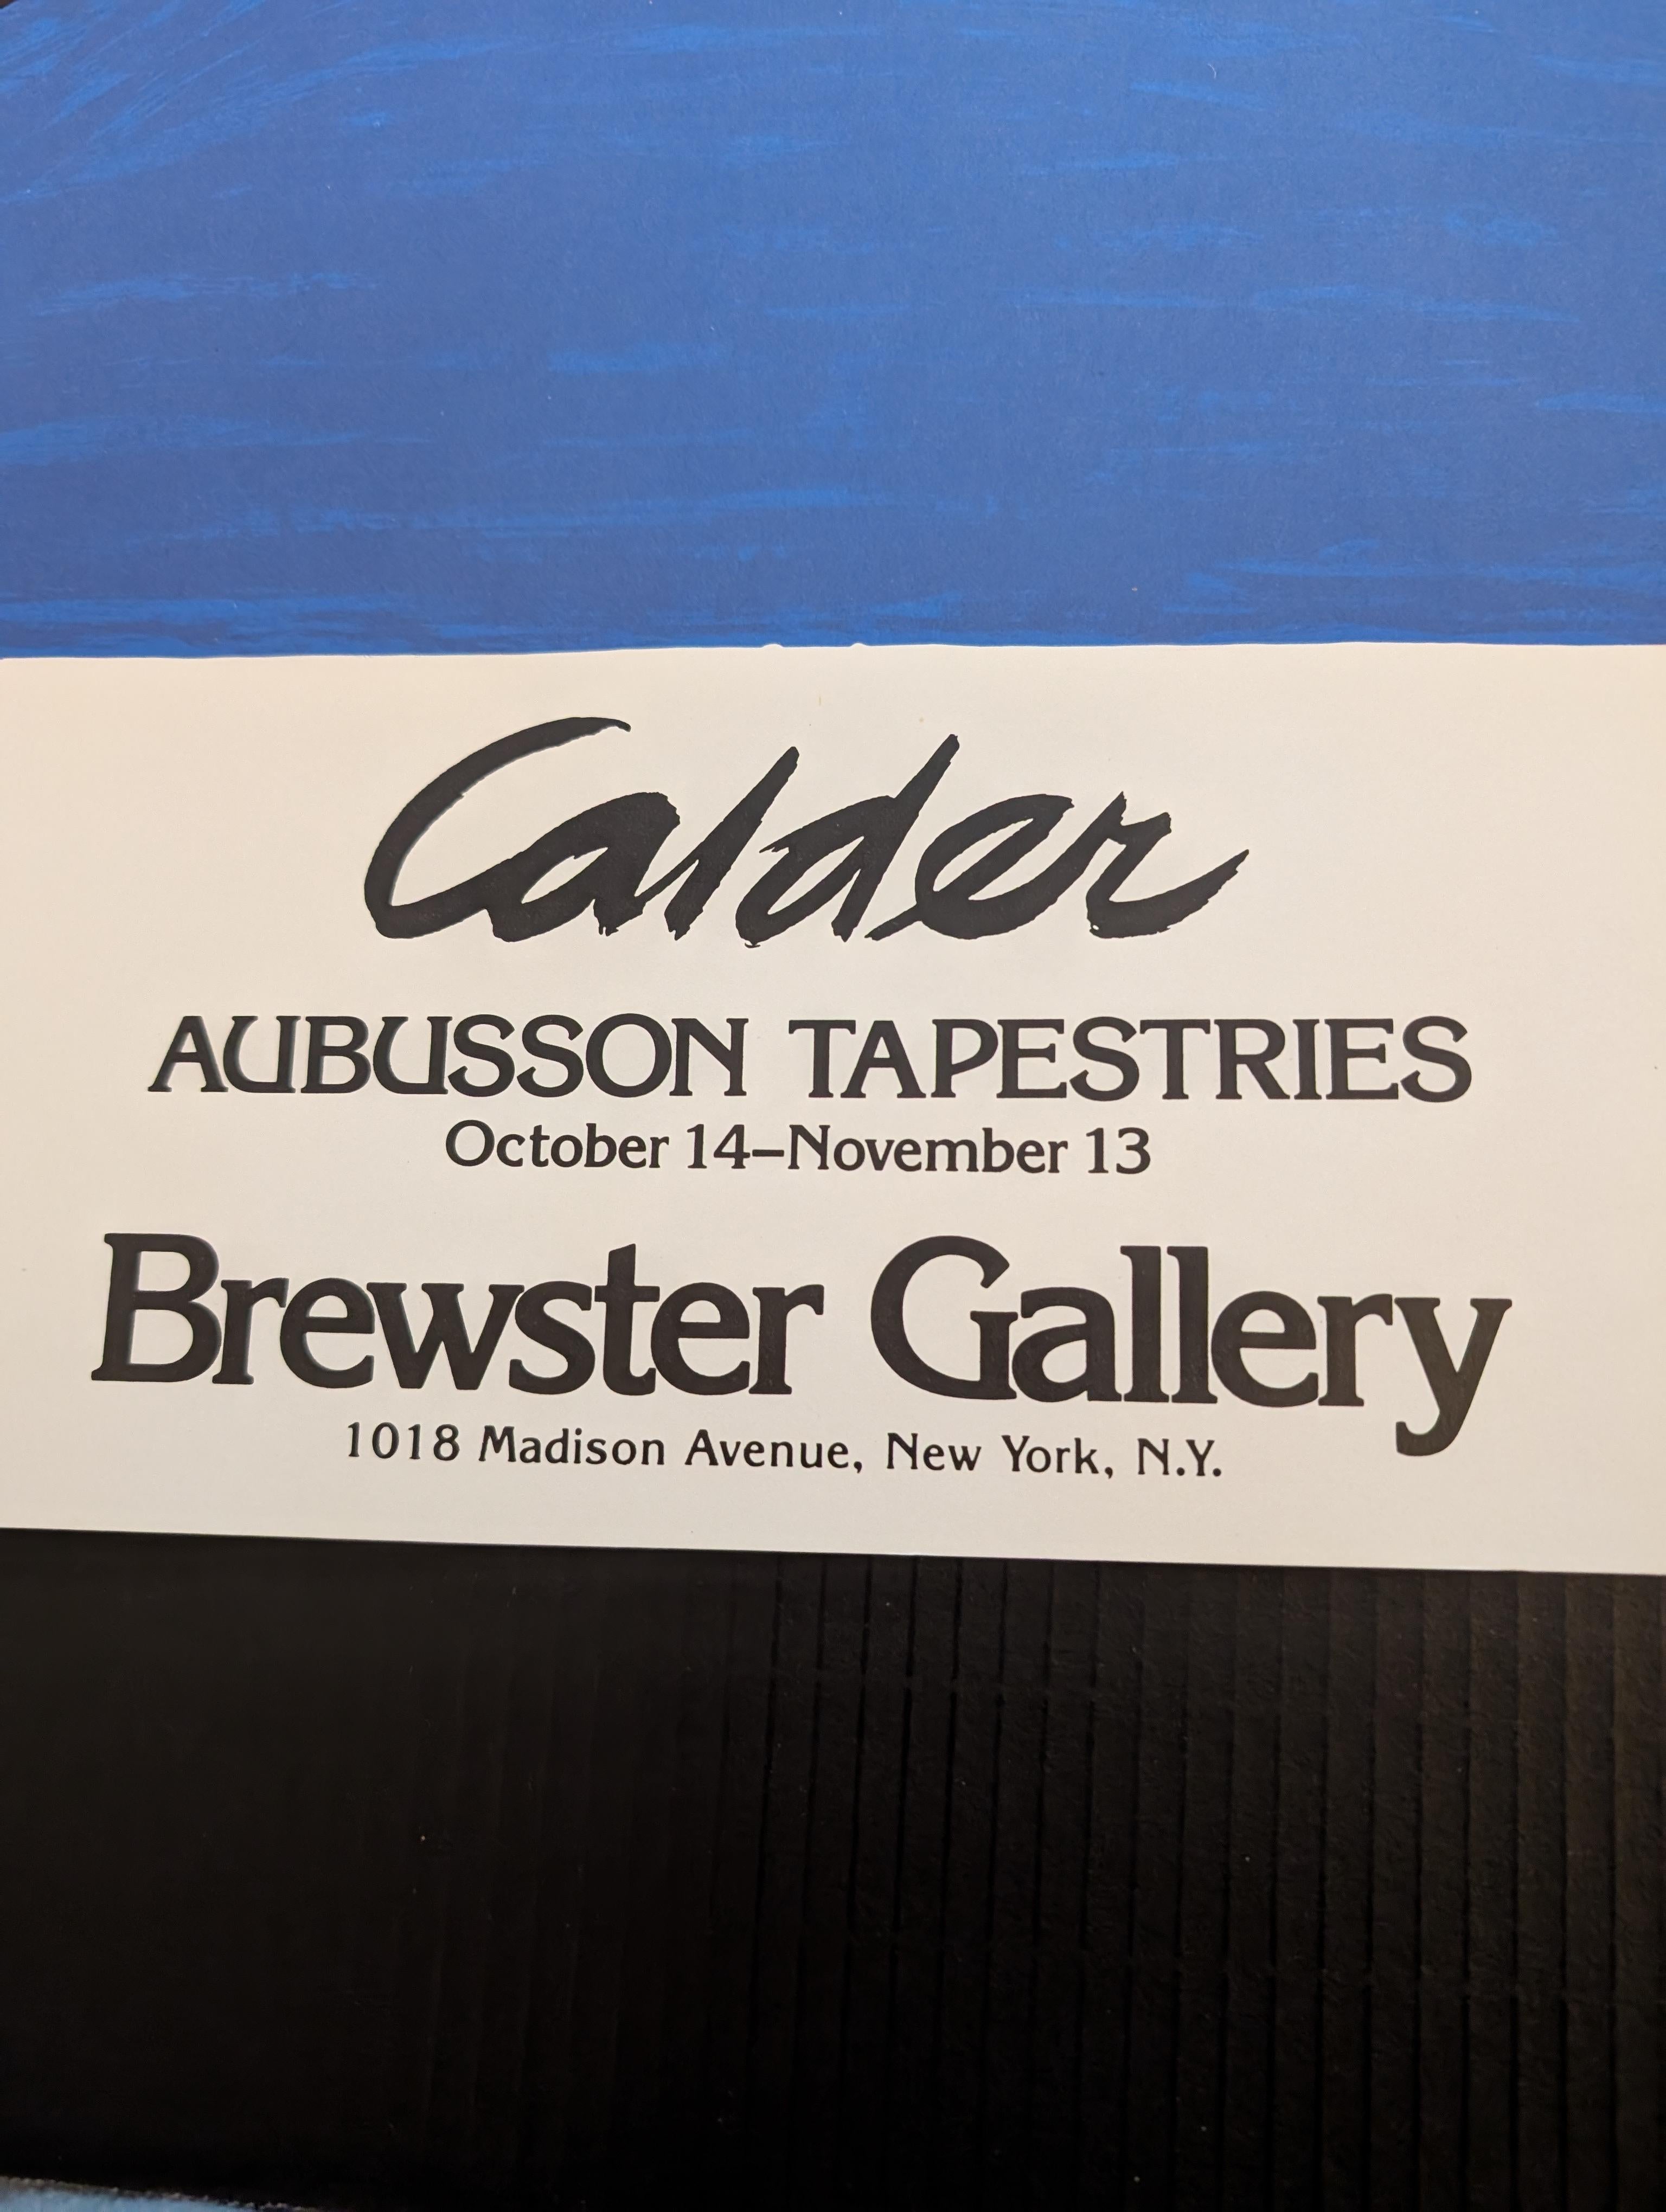 Calder
AUBUSSON TAPESTRIES
October 14–November 13
Brewster Gallery
1018 Madison Avenue, New York, N.Y.